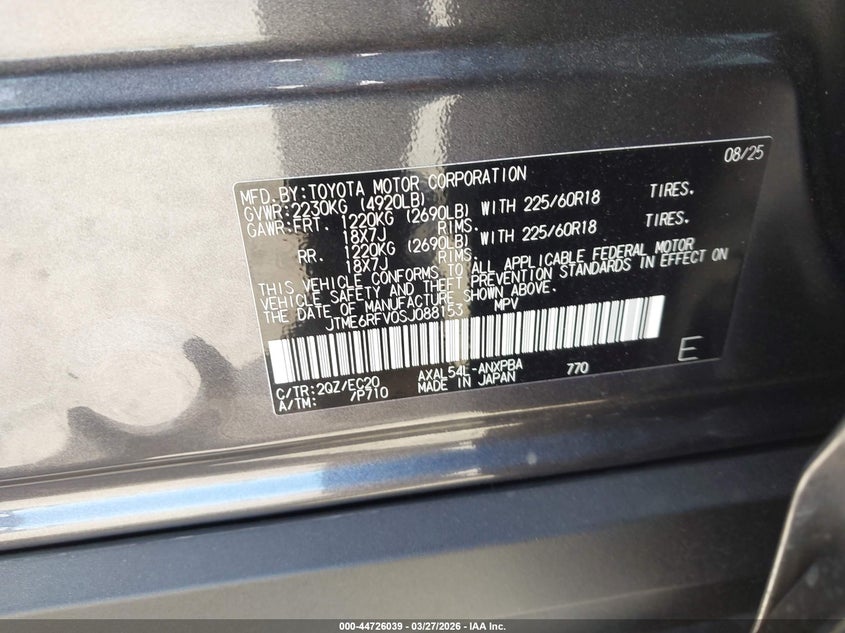 08/25
MFD.BY:TOYOTA MOTOR CORPORATION
GVWR:2230KG (4920LB)
GAWR:FRT. 1220KG (2690LB) WITH 225/60R18 TIRES.
18X7J RIMS.
RR. 1220KG (2690LB) WITH 225/60R18 TIRES.
18X7J RIMS.
THIS VEHICLE CONFORMS TO ALL APPLICABLE FEDERAL MOTOR
VEHICLE SAFETY AND THEFT PREVENTION STANDARDS IN EFFECT ON
THE DATE OF MANUFACTURE SHOWN ABOVE.
JTME6RFV0SJ088153 MPV
E
C/TR:2QZ/EC20 AXAL54L-ANXPBA 770
A/TM: /P710 MADE IN JAPAN
000-44726039 — 03/27/2026 — IAA Inc.